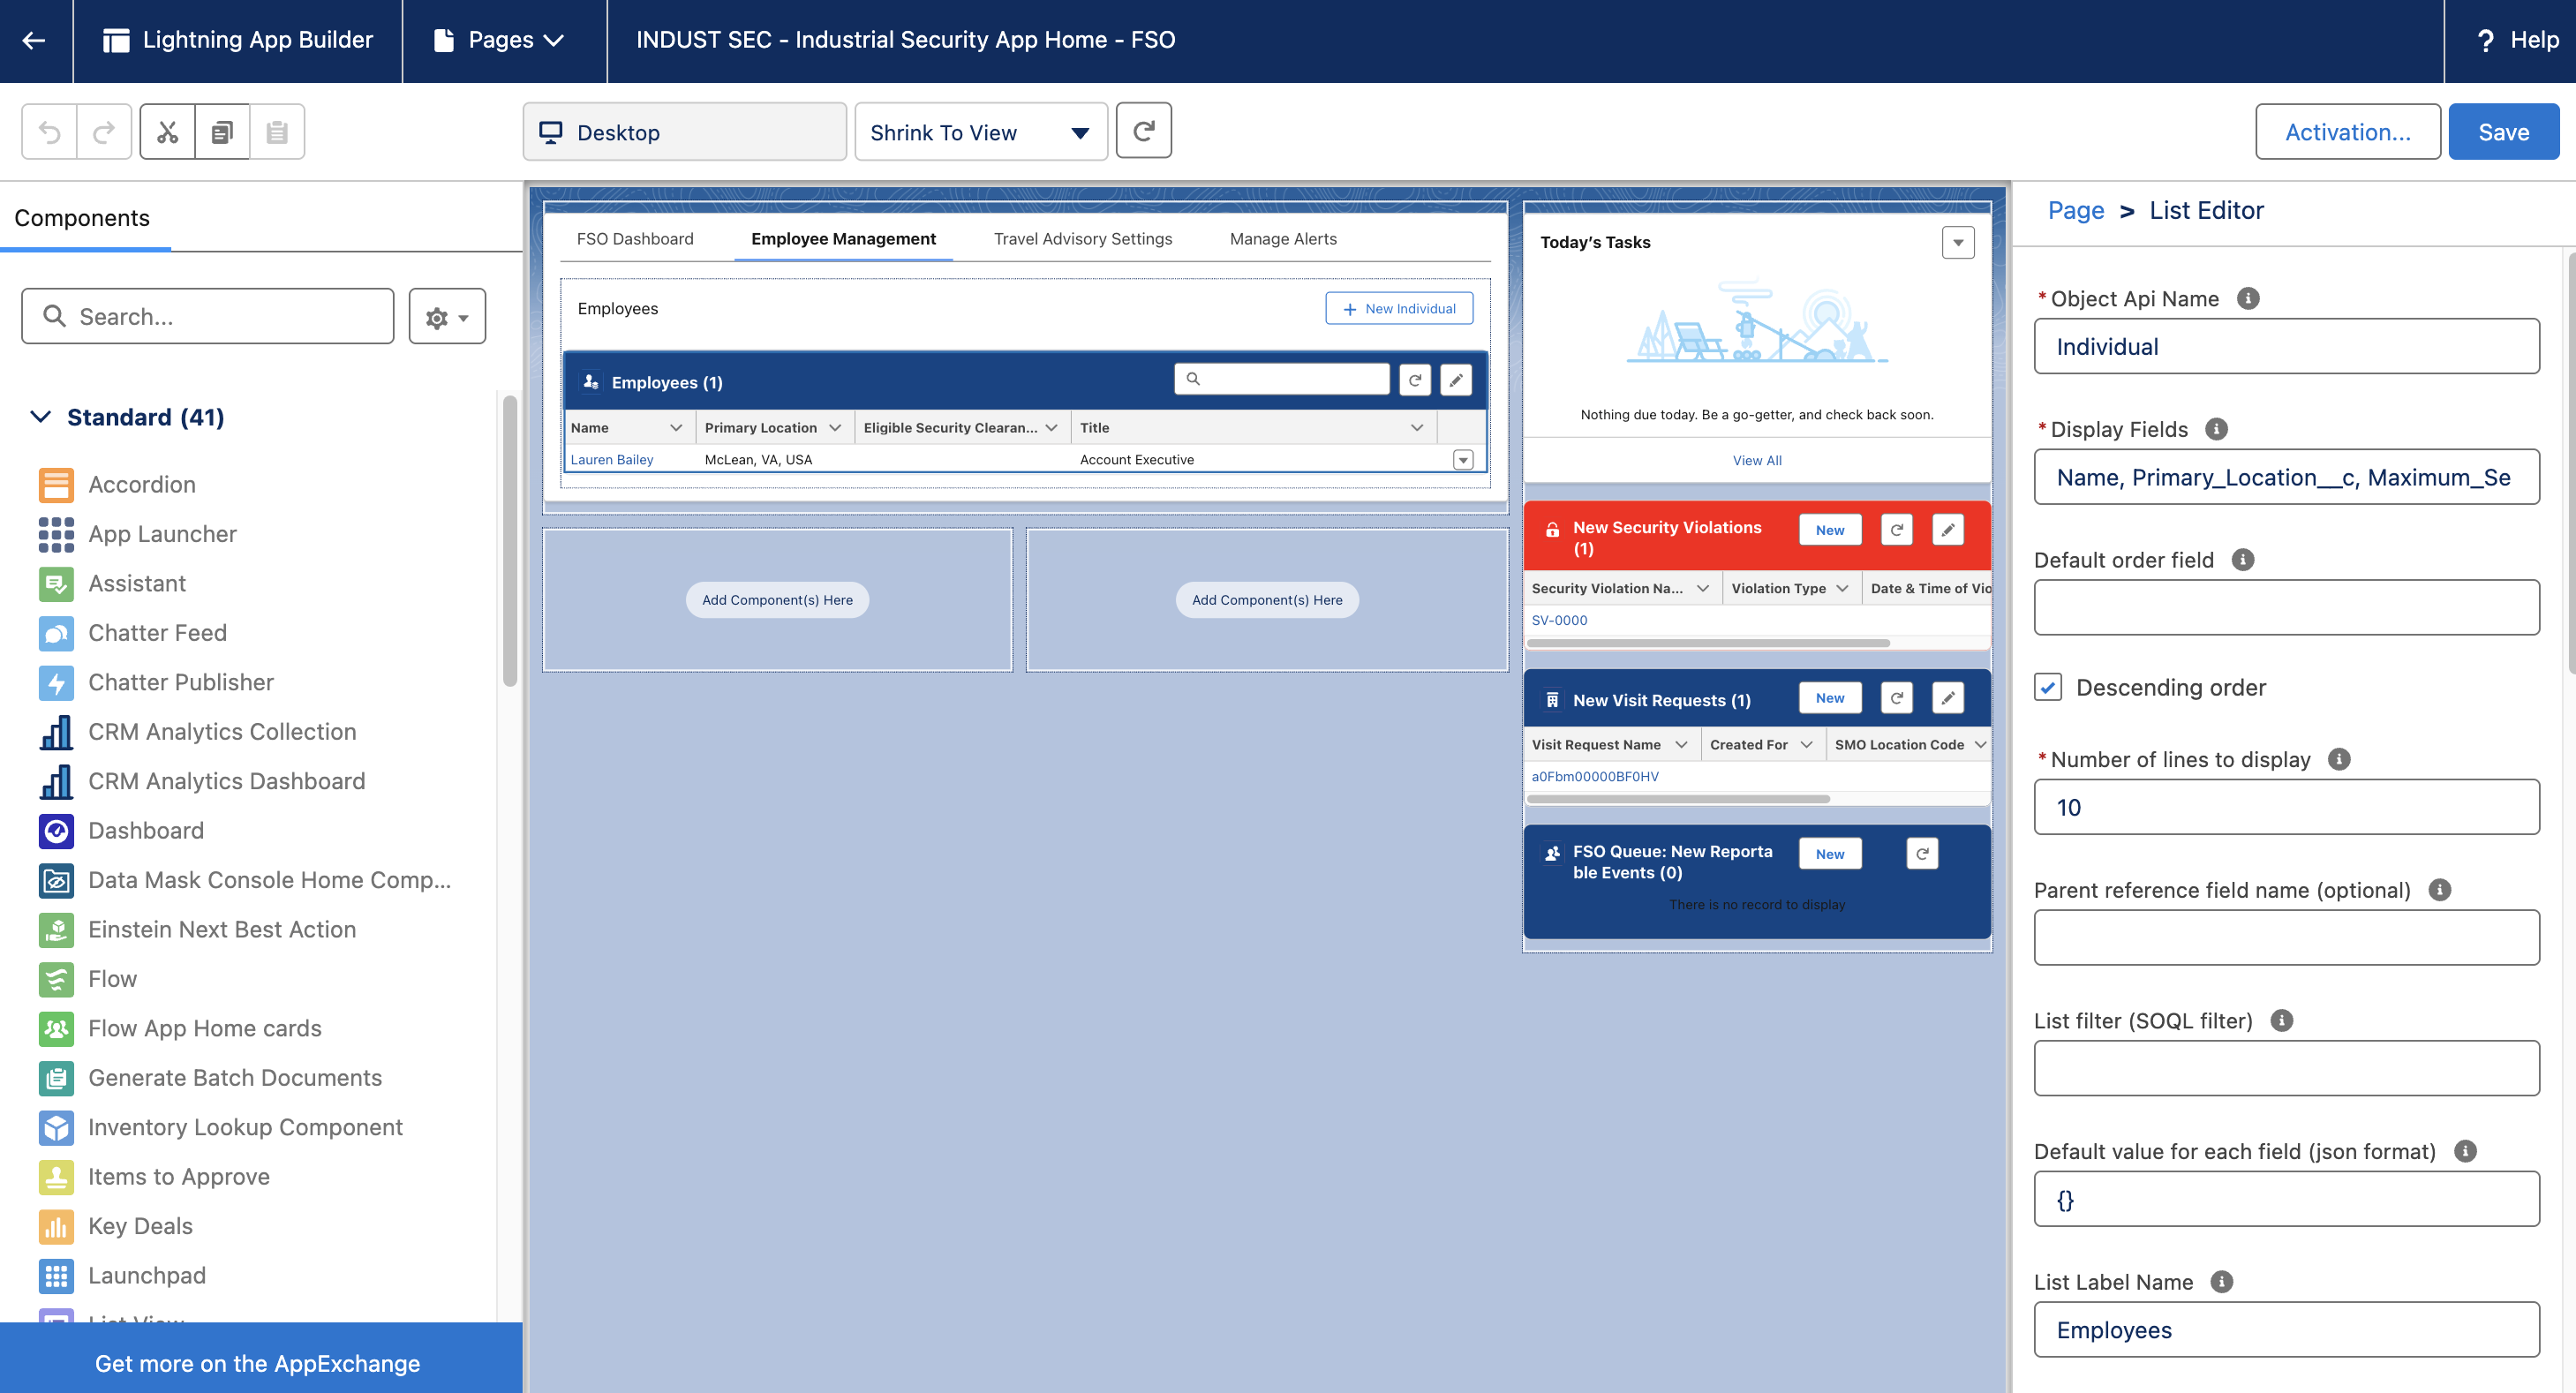 Lightning App Builder
Pages
INDUST SEC - Industrial Security App Home - FSO
? Help
Desktop
Shrink To View
Activation...
Save
Components
Search...
Standard (41)
Accordion
App Launcher
Assistant
Chatter Feed
Chatter Publisher
CRM Analytics Collection
CRM Analytics Dashboard
Dashboard
Data Mask Console Home Comp...
Einstein Next Best Action
Flow
Flow App Home cards
Generate Batch Documents
Inventory Lookup Component
Items to Approve
Key Deals
Launchpad
List View
Get more on the AppExchange
FSO Dashboard
Employee Management
Travel Advisory Settings
Manage Alerts
Employees
+ New Individual
Employees (1)
Name
Primary Location
Eligible Security Clearan...
Title
Lauren Bailey
McLean, VA, USA
Account Executive
Add Component(s) Here
Add Component(s) Here
Today's Tasks
Nothing due today. Be a go-getter, and check back soon.
View All
New Security Violations
(1)
New
Security Violation Na...
Violation Type
Date & Time of Vio
SV-0000
New Visit Requests (1)
New
Visit Request Name
Created For
SMO Location Code
a0Fbm00000BF0HV
FSO Queue: New Reporta
ble Events (0)
New
There is no record to display
Page > List Editor
*Object Api Name
Individual
*Display Fields
Name, Primary_Location__c, Maximum_Se
Default order field
Descending order
*Number of lines to display
10
Parent reference field name (optional)
List filter (SOQL filter)
Default value for each field (json format)
{}
List Label Name
Employees